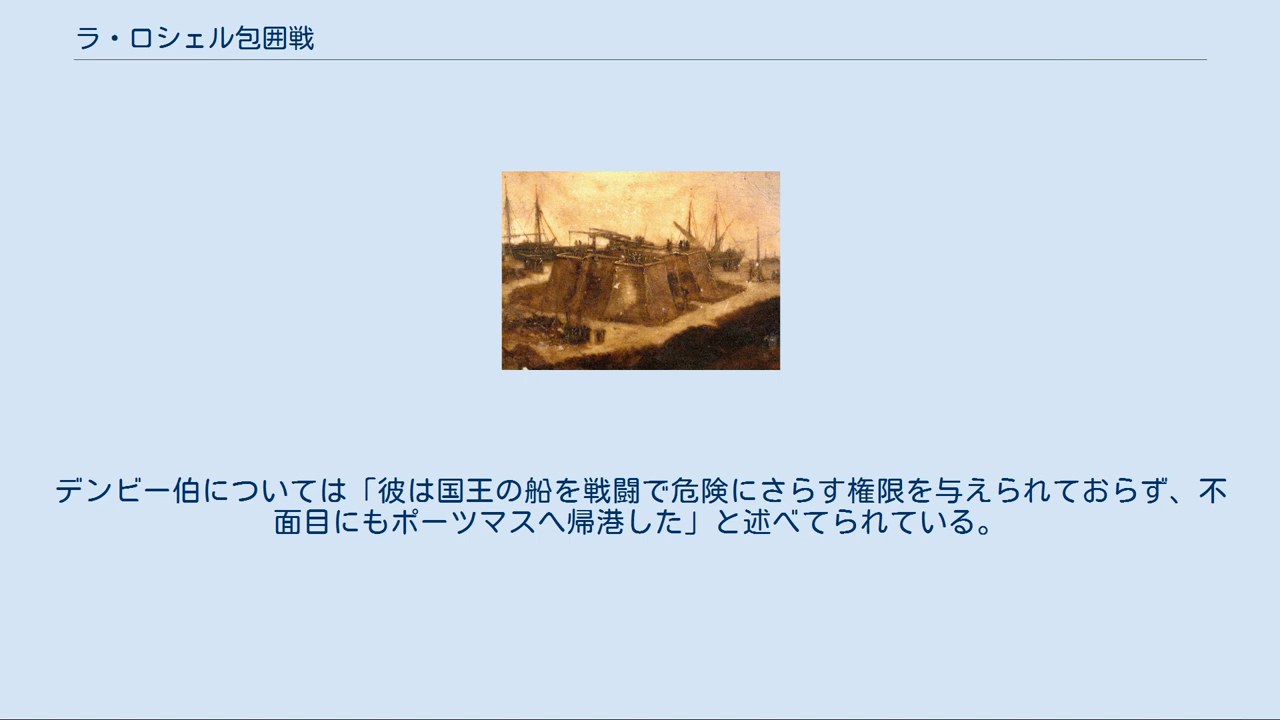 ラ・ロシェル包囲戦
デンビー伯については「彼は国王の船を戦闘で危険にさらす権限を与えられておらず、不
面目にもポーツマスへ帰港した」と述べてられている。